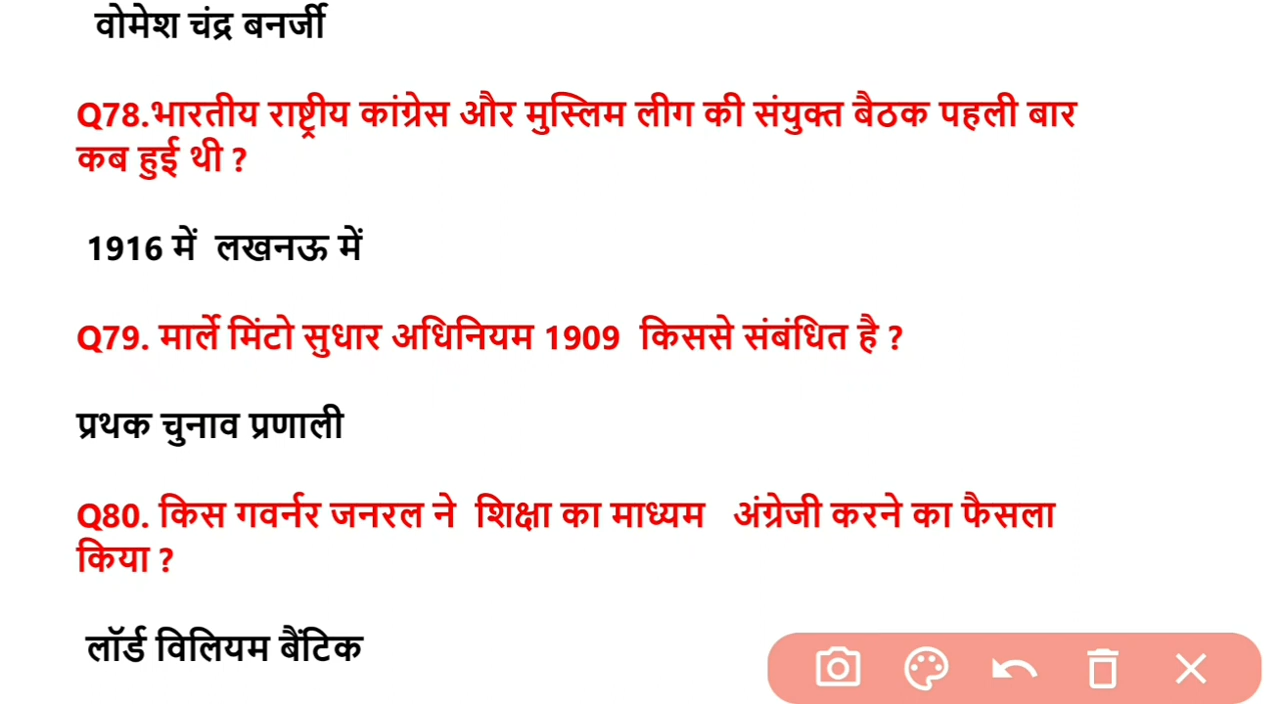 वोमेश चंद्र बनर्जी
Q78.भारतीय राष्ट्रीय कांग्रेस और मुस्लिम लीग की संयुक्त बैठक पहली बार
कब हुई थी ?
1916 में लखनऊ में
Q79. मार्ले मिंटो सुधार अधिनियम 1909 किससे संबंधित है ?
प्रथक चुनाव प्रणाली
Q80. किस गवर्नर जनरल ने शिक्षा का माध्यम अंग्रेजी करने का फैसला
किया ?
लॉर्ड विलियम बैंटिक